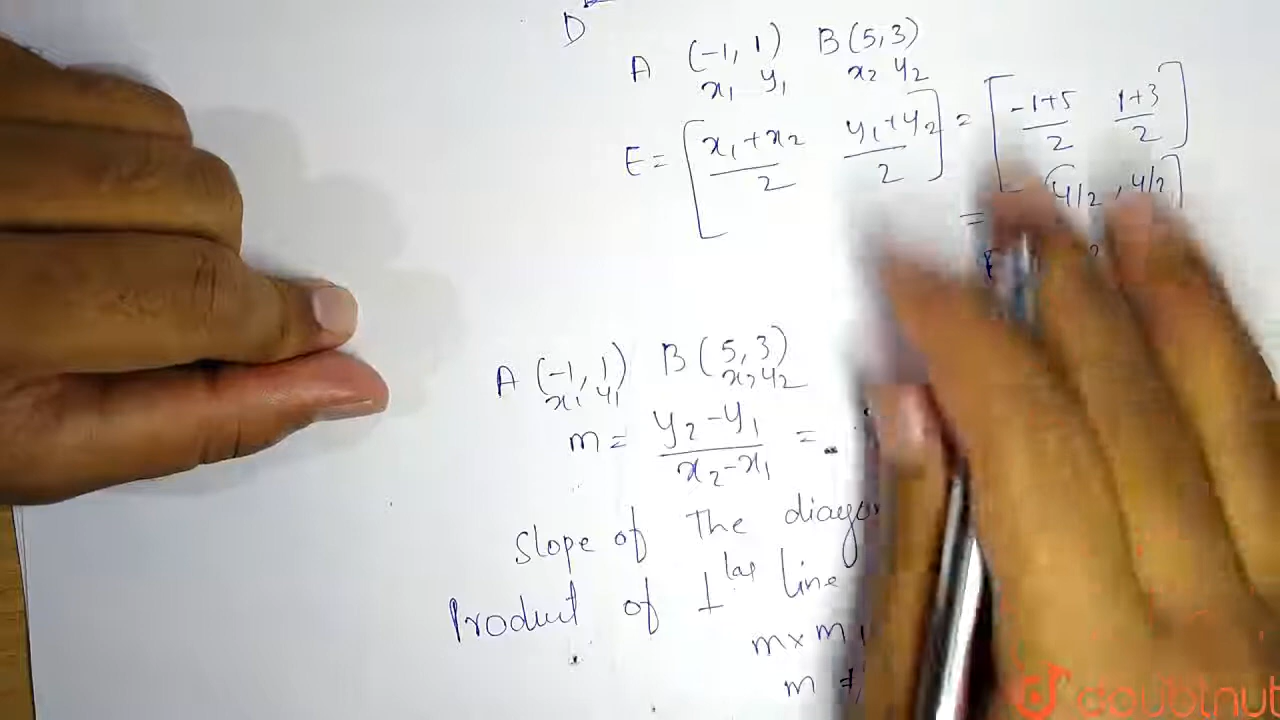 D
A (-1, 1) B (5, 3)
x₁ y₁ x₂ y₂
E = [ (x₁+x₂)/2 (y₁+y₂)/2 ] = [ (-1+5)/2 (1+3)/2 ]
= 4/2 , 4/2 ]
A (-1, 1) B (5, 3)
x₁ y₁ x₂ y₂
m = (y₂-y₁)/(x₂-x₁) =
Slope of The
Product of ⊥lar line
m × m
m
doubtnut